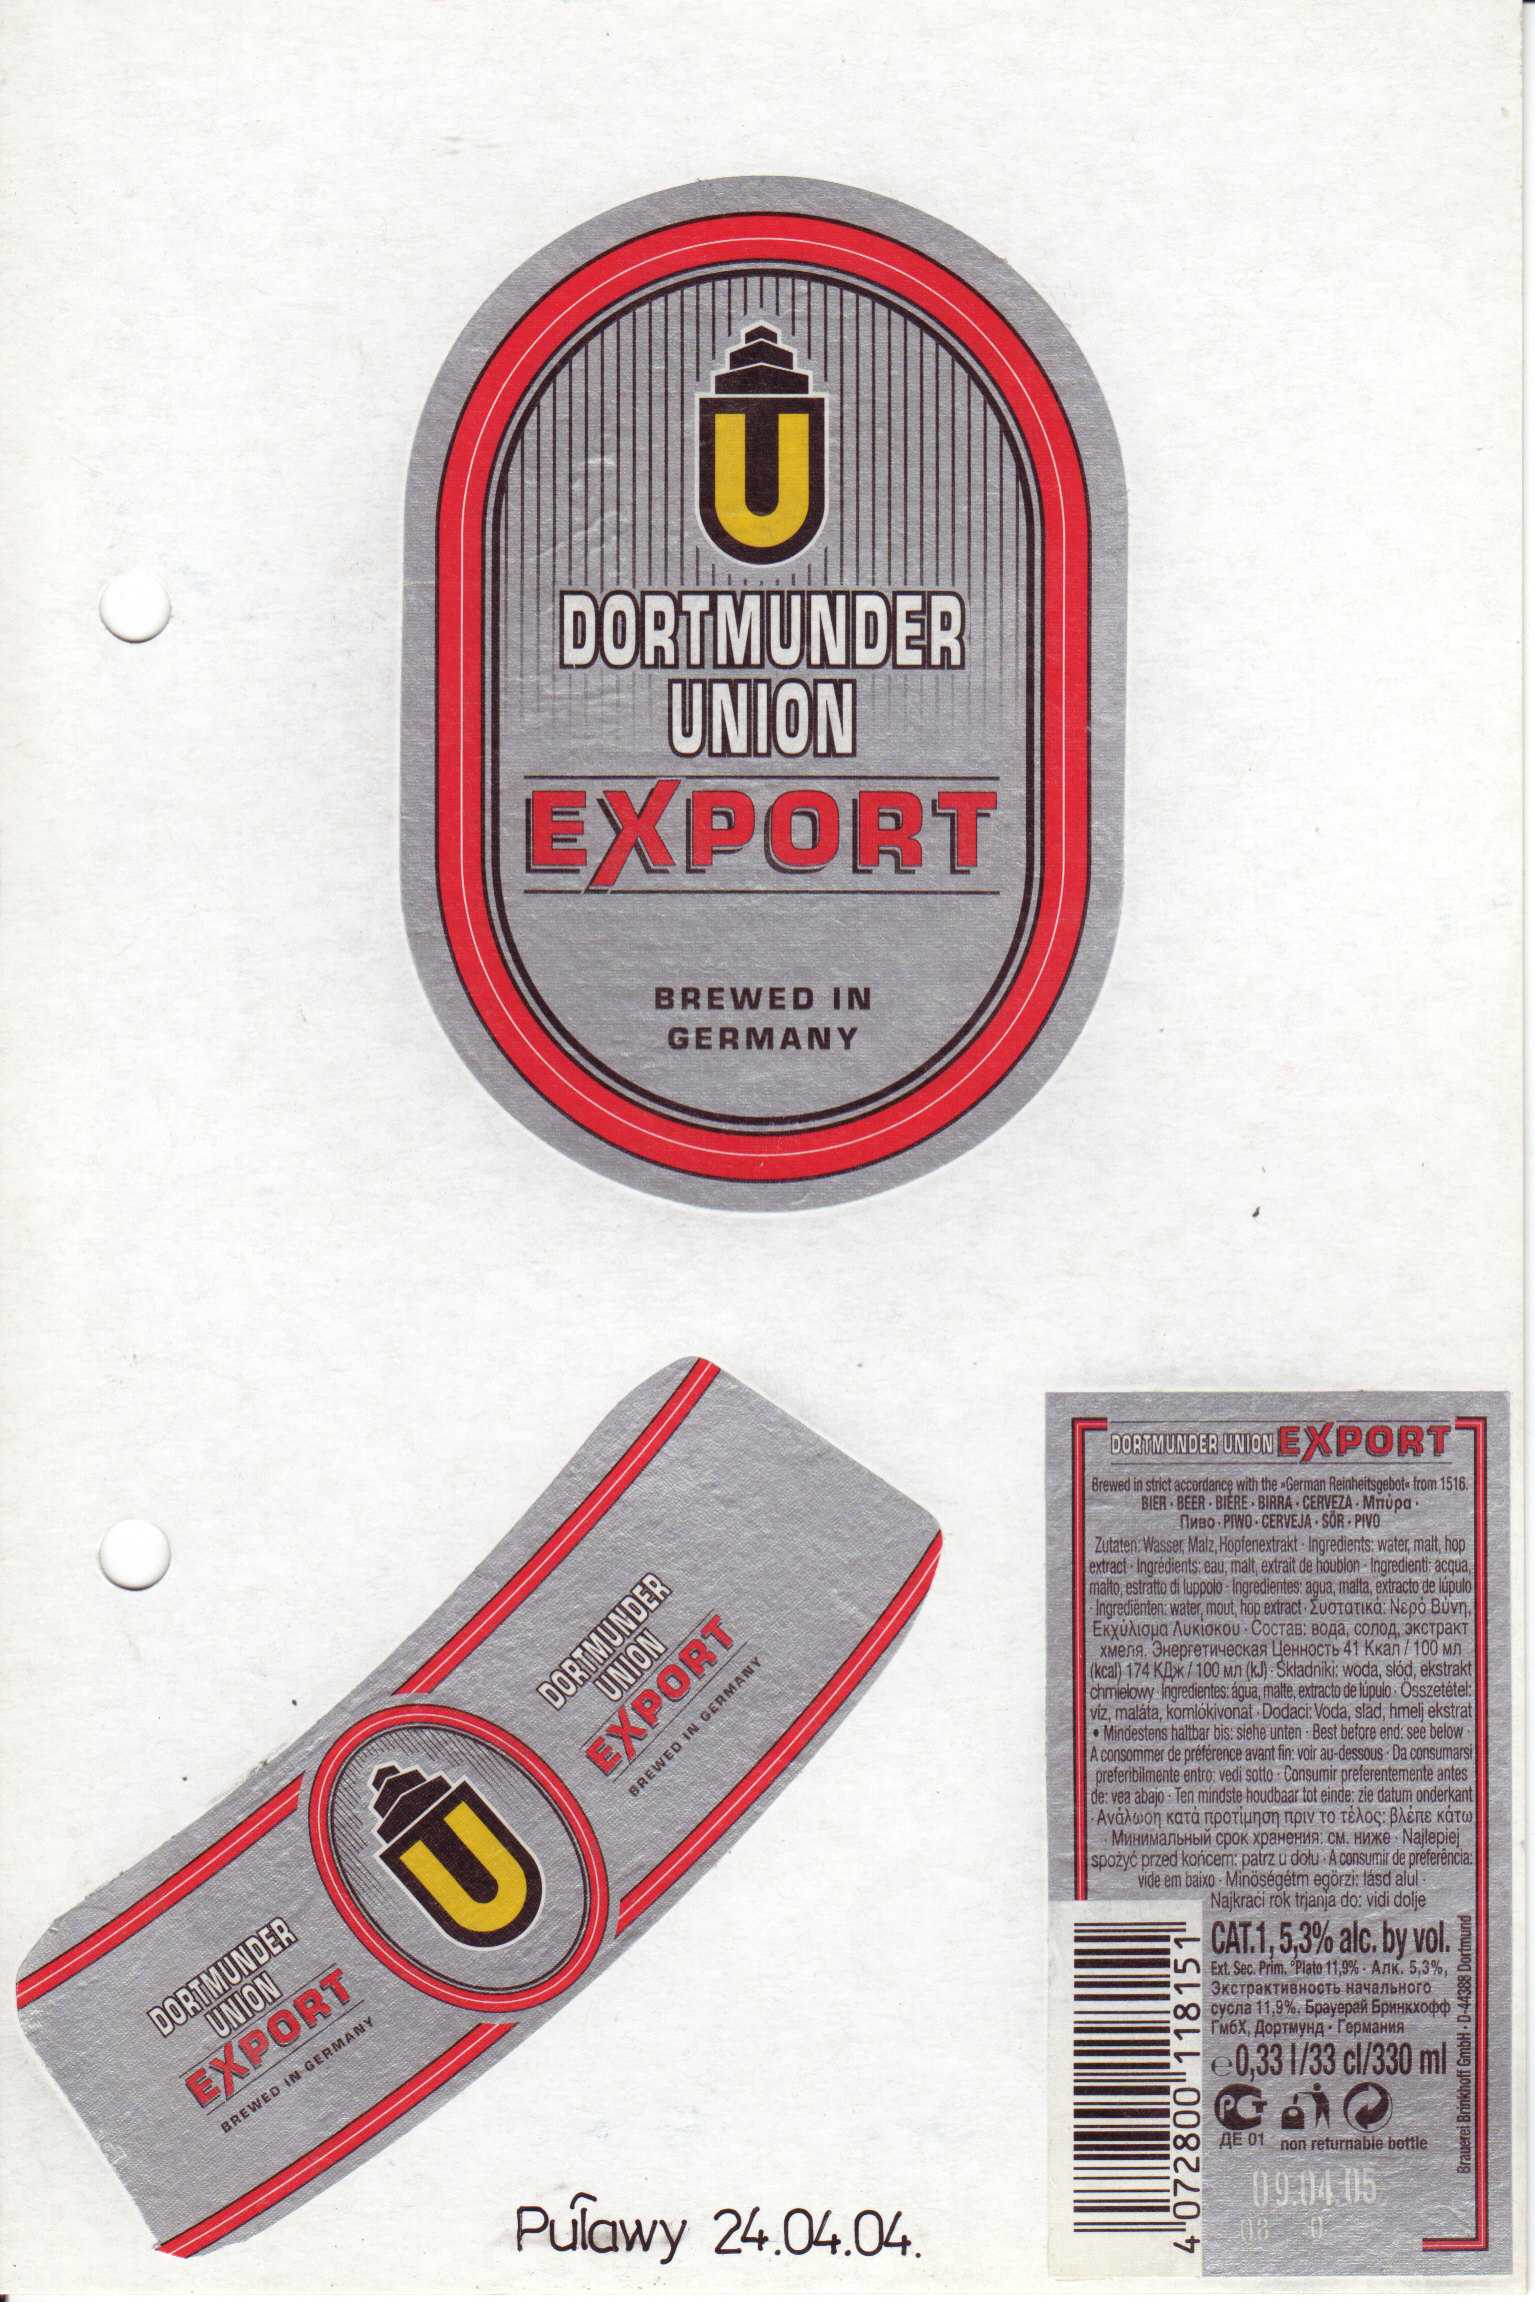 U
DORTMUNDER
UNION
EXPORT
BREWED IN
GERMANY
DORTMUNDER
UNION
EXPORT
BREWED IN GERMANY
U
DORTMUNDER
UNION
EXPORT
BREWED IN GERMANY
DORTMUNDER UNION EXPORT
Brewed in strict accordance with the »German Reinheitsgebot« from 1516.
BIER · BEER · BIÈRE · BIRRA · CERVEZA · Μπύρα ·
Пиво · PIWO · CERVEJA · SÖR · PIVO
Zutaten: Wasser, Malz, Hopfenextrakt · Ingredients: water, malt, hop
extract · Ingrédients: eau, malt, extrait de houblon · Ingredienti: acqua,
malto, estratto di luppolo · Ingredientes: agua, malta, extracto de lúpulo
· Ingrediënten: water, mout, hop extract · Συστατικά: Νερό Βύνη,
Εκχύλισμα Λυκίσκου · Состав: вода, солод, экстракт
хмеля. Энергетическая Ценность 41 Ккал / 100 мл
(kcal) 174 КДж / 100 мл (kJ) · Składniki: woda, słód, ekstrakt
chmielowy · Ingredientes: água, malte, extracto de lúpulo · Összetétel:
víz, maláta, komlókivonat · Dodaci: Voda, slad, hmelj ekstrat
• Mindestens haltbar bis: siehe unten · Best before end: see below ·
A consommer de préférence avant fin: voir au-dessous · Da consumarsi
preferibilmente entro: vedi sotto · Consumir preferentemente antes
de: vea abajo · Ten mindste houdbaar tot einde: zie datum onderkant
· Ανάλωση κατά προτίμηση πριν το τέλος: βλέπε κάτω
· Минимальный срок хранения: см. ниже · Najlepiej
spożyć przed końcem: patrz u dołu · A consumir de preferência:
vide em baixo · Minöségétm egörzi: lásd alul ·
Najkraci rok trjanja do: vidi dolje
CAT.1, 5,3% alc. by vol.
Ext. Sec. Prim. °Plato 11,9% · Алк. 5,3%,
Экстрактивность начального
сусла 11,9%. Брауерай Бринкхофф
ГмбХ, Дортмунд · Германия
e 0,33 l/33 cl/330 ml
РСТ
ДЕ 01 non returnable bottle
09.04.05
08 0
Brauerei Brinkhoff GmbH · D-44388 Dortmund
4 072800 118151
Puławy 24.04.04.